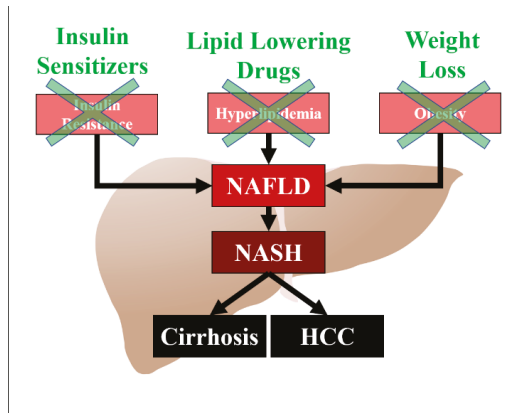 Insulin
Sensitizers
Lipid Lowering
Drugs
Weight
Loss
Insulin
Resistance
Hyperlipidemia
Obesity
NAFLD
NASH
Cirrhosis
HCC